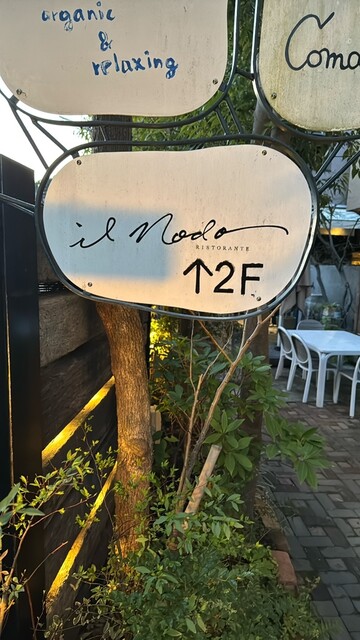 organic
&
relaxing
Como
il Nodo
RISTORANTE
↑2F